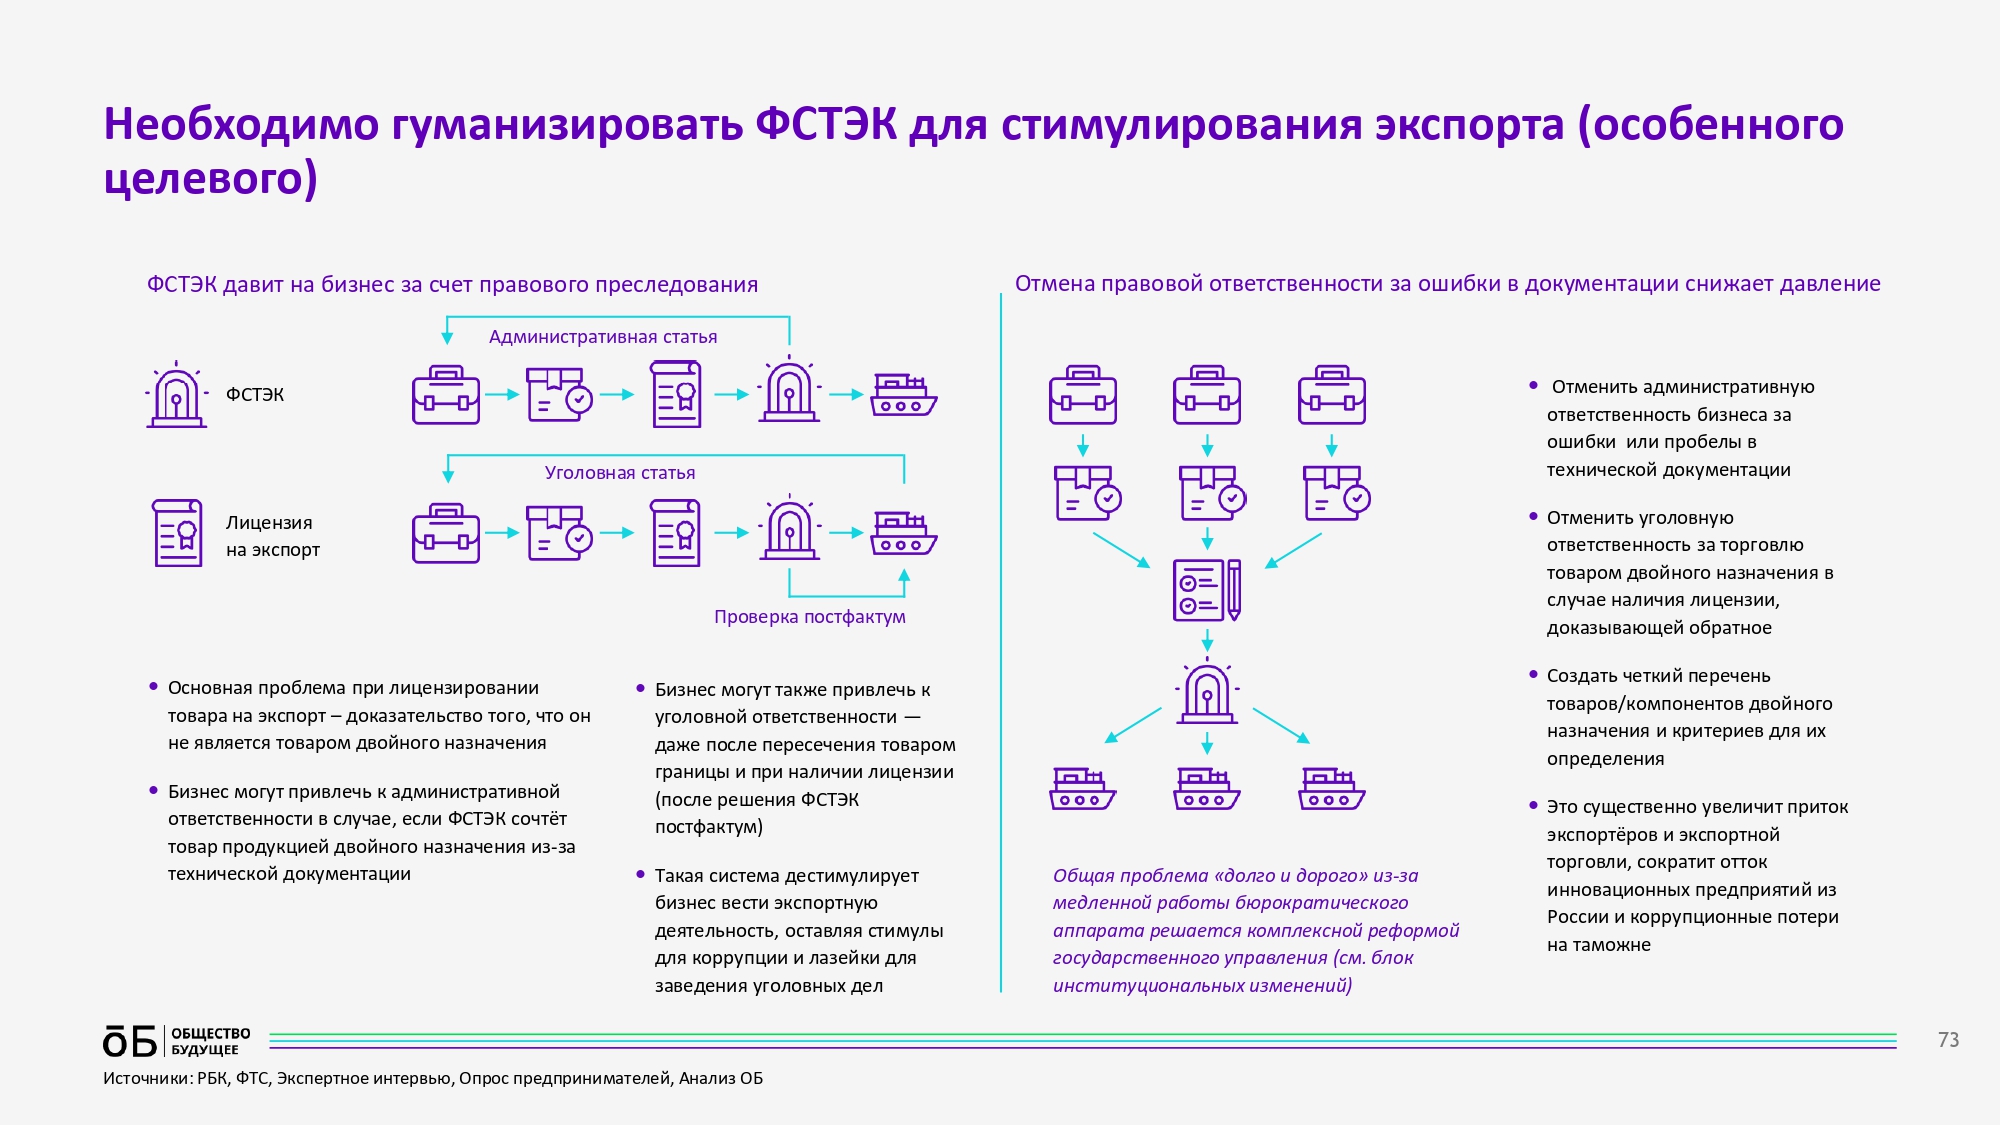 Необходимо гуманизировать ФСТЭК для стимулирования экспорта (особенного
целевого)
ФСТЭК давит на бизнес за счет правового преследования
Административная статья
ФСТЭК
Уголовная статья
Лицензия
на экспорт
Проверка постфактум
Основная проблема при лицензировании
товара на экспорт – доказательство того, что он
не является товаром двойного назначения
Бизнес могут привлечь к административной
ответственности в случае, если ФСТЭК сочтёт
товар продукцией двойного назначения из-за
технической документации
Бизнес могут также привлечь к
уголовной ответственности —
даже после пересечения товаром
границы и при наличии лицензии
(после решения ФСТЭК
постфактум)
Такая система дестимулирует
бизнес вести экспортную
деятельность, оставляя стимулы
для коррупции и лазейки для
заведения уголовных дел
Отмена правовой ответственности за ошибки в документации снижает давление
Общая проблема «долго и дорого» из-за
медленной работы бюрократического
аппарата решается комплексной реформой
государственного управления (см. блок
институциональных изменений)
Отменить административную
ответственность бизнеса за
ошибки или пробелы в
технической документации
Отменить уголовную
ответственность за торговлю
товаром двойного назначения в
случае наличия лицензии,
доказывающей обратное
Создать четкий перечень
товаров/компонентов двойного
назначения и критериев для их
определения
Это существенно увеличит приток
экспортёров и экспортной
торговли, сократит отток
инновационных предприятий из
России и коррупционные потери
на таможне
ōБ ОБЩЕСТВО
БУДУЩЕЕ
73
Источники: РБК, ФТС, Экспертное интервью, Опрос предпринимателей, Анализ ОБ